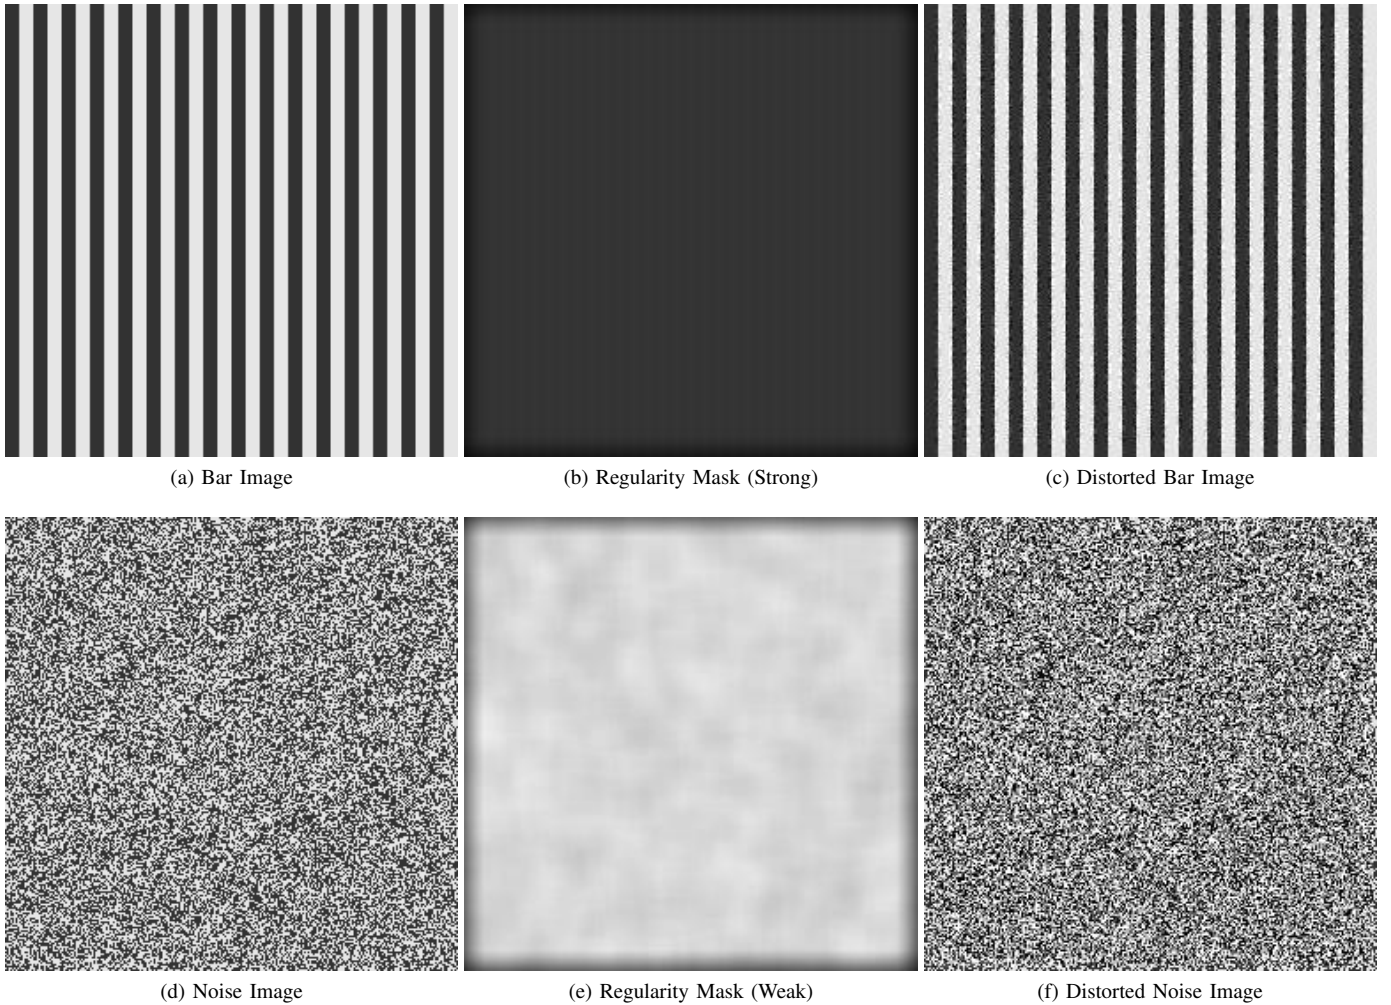 (a) Bar Image
(b) Regularity Mask (Strong)
(c) Distorted Bar Image
(d) Noise Image
(e) Regularity Mask (Weak)
(f) Distorted Noise Image